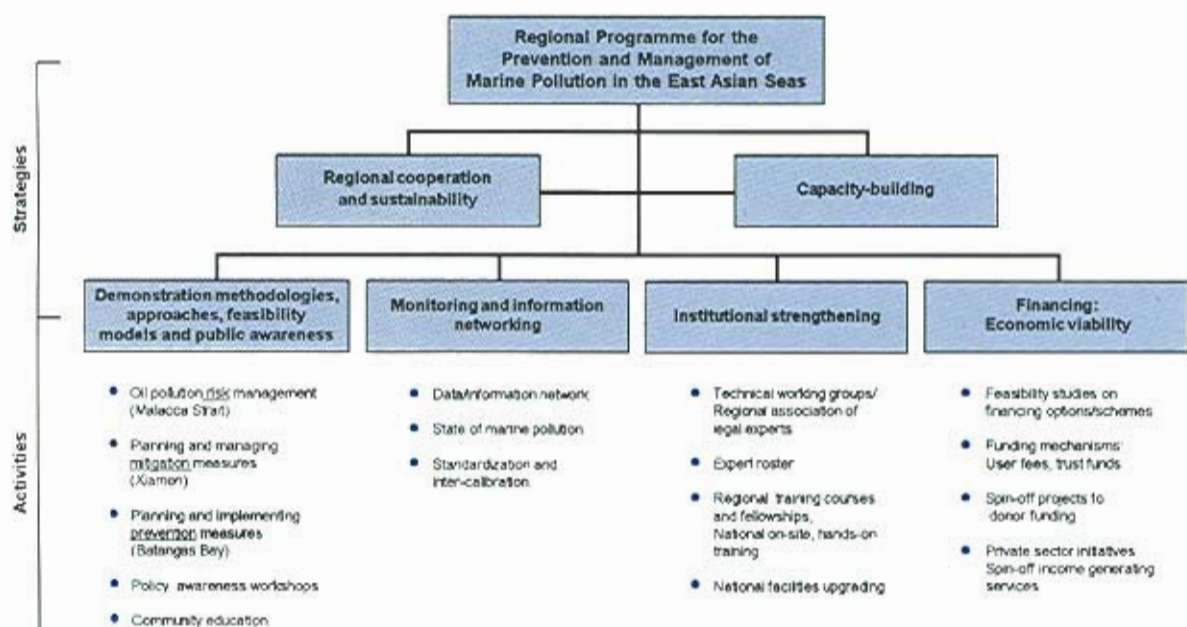 Regional Programme for the
Prevention and Management of
Marine Pollution in the East Asian Seas
Strategies
Regional cooperation
and sustainability
Capacity-building
Demonstration methodologies,
approaches, feasibility
models and public awareness
Monitoring and information
networking
Institutional strengthening
Financing:
Economic viability
Activities
Oil pollution risk management
(Malacca Strait)
Planning and managing
mitigation measures
(Xiamen)
Planning and implementing
prevention measures
(Batangas Bay)
Policy awareness workshops
Community education
Data/information network
State of marine pollution
Standardization and
inter-calibration
Technical working groups/
Regional association of
legal experts
Expert roster
Regional training courses
and fellowships,
National on-site, hands-on
training
National facilities upgrading
Feasibility studies on
financing options/schemes
Funding mechanisms:
User fees, trust funds
Spin-off projects to
donor funding
Private sector initiatives
Spin-off income generating
services